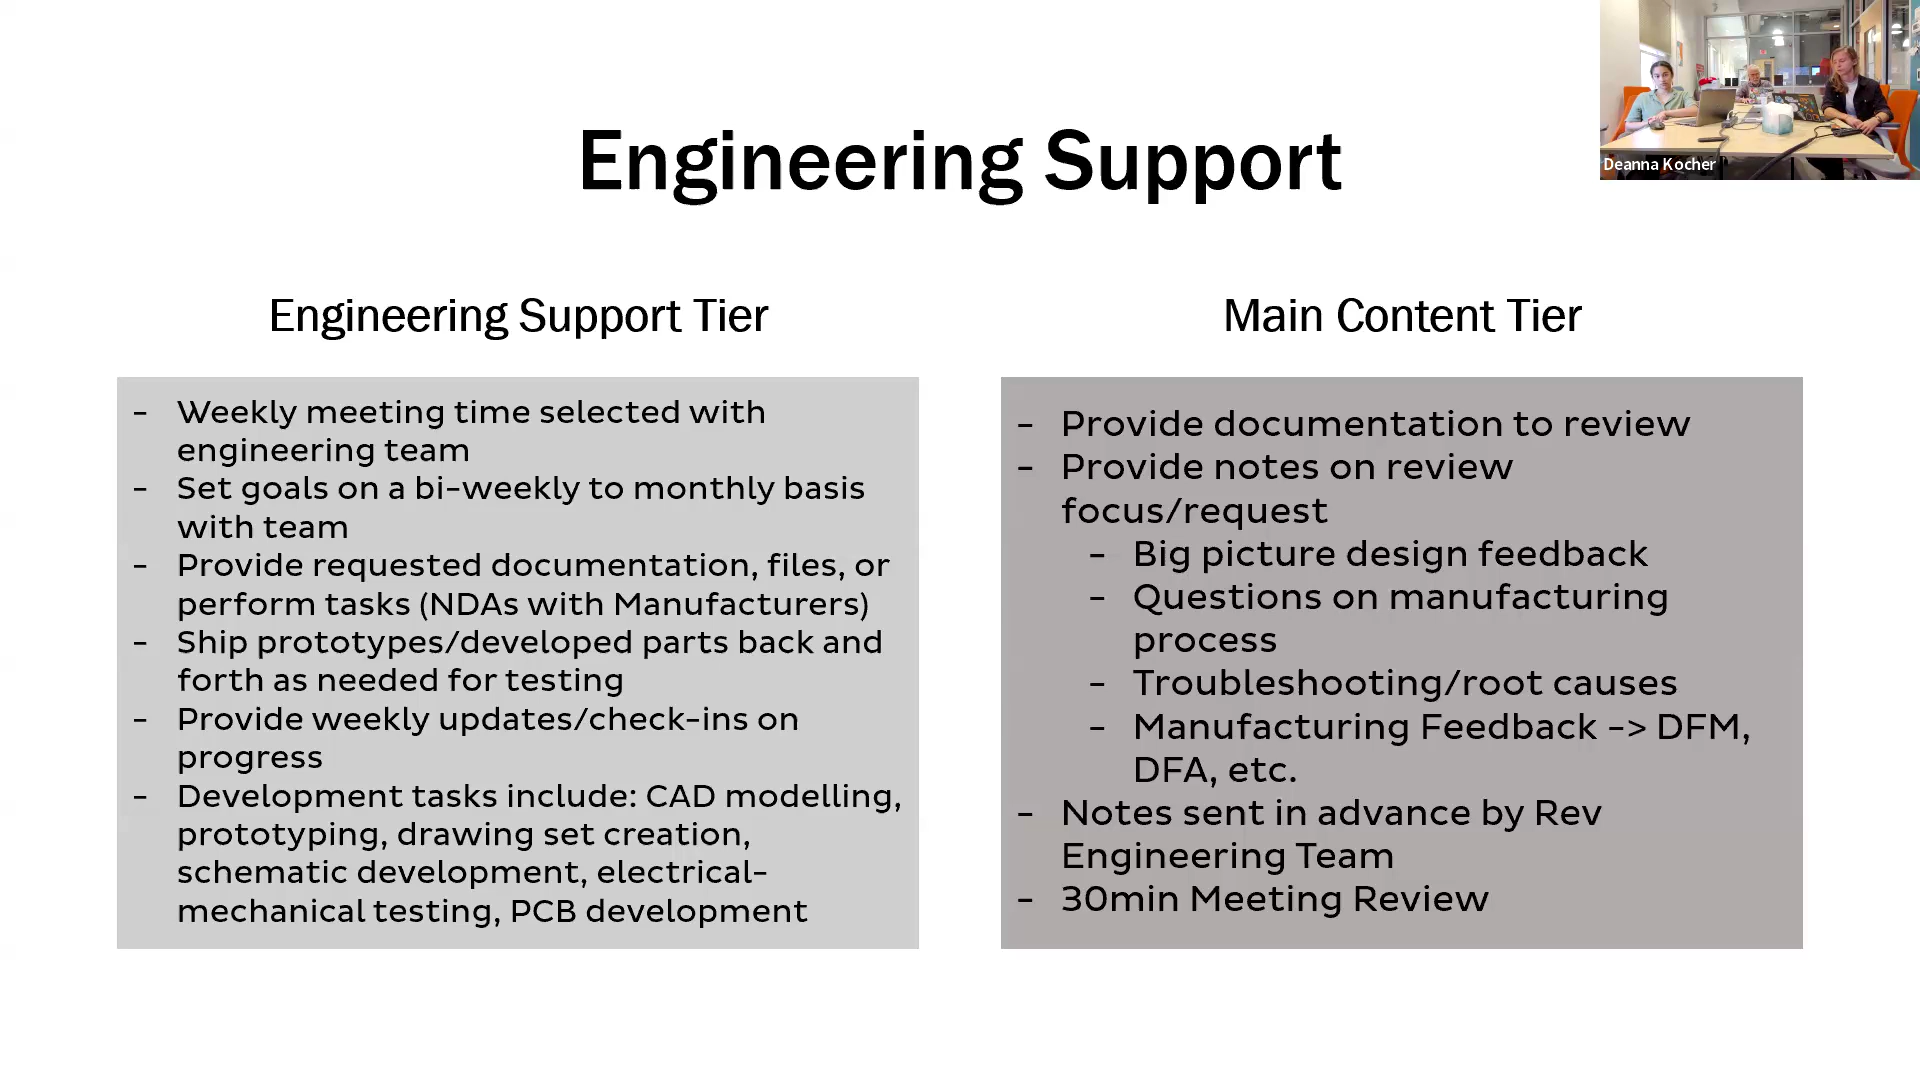 Engineering Support
Deanna Kocher
Engineering Support Tier
- Weekly meeting time selected with
engineering team
- Set goals on a bi-weekly to monthly basis
with team
- Provide requested documentation, files, or
perform tasks (NDAs with Manufacturers)
- Ship prototypes/developed parts back and
forth as needed for testing
- Provide weekly updates/check-ins on
progress
- Development tasks include: CAD modelling,
prototyping, drawing set creation,
schematic development, electrical-
mechanical testing, PCB development
Main Content Tier
- Provide documentation to review
- Provide notes on review
focus/request
- Big picture design feedback
- Questions on manufacturing
process
- Troubleshooting/root causes
- Manufacturing Feedback -> DFM,
DFA, etc.
- Notes sent in advance by Rev
Engineering Team
- 30min Meeting Review